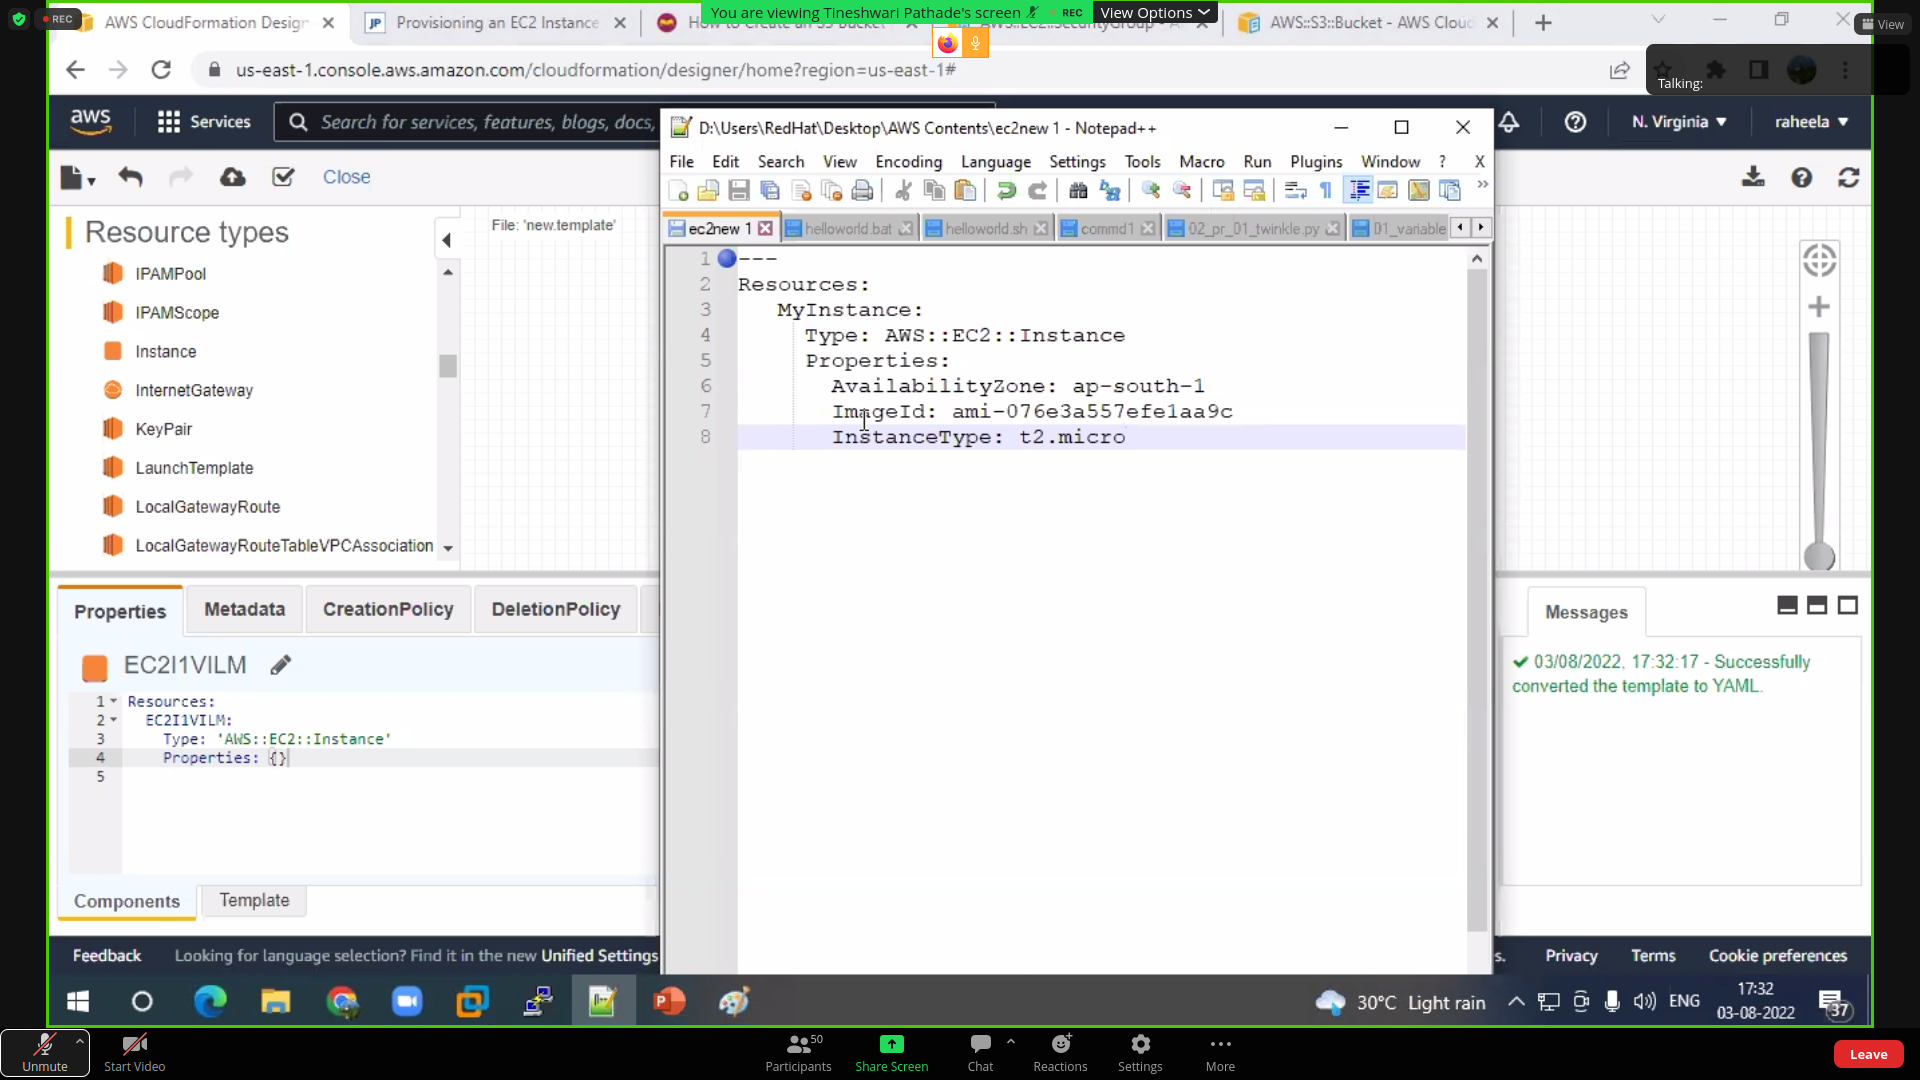 REC
AWS CloudFormation Design
Provisioning an EC2 Instance
You are viewing Tineshwari Pathade's screen
REC
View Options
AWS::S3::Bucket - AWS Cloud
View
us-east-1.console.aws.amazon.com/cloudformation/designer/home?region=us-east-1#
Talking:
aws
Services
Search for services, features, blogs, docs,
N. Virginia
raheela
D:\Users\RedHat\Desktop\AWS Contents\ec2new 1 - Notepad++
File Edit Search View Encoding Language Settings Tools Macro Run Plugins Window ? X
Close
ec2new 1
helloworld.bat
helloworld.sh
commd1
02_pr_01_twinkle.py
01_variable
Resource types
IPAMPool
IPAMScope
Instance
InternetGateway
KeyPair
LaunchTemplate
LocalGatewayRoute
LocalGatewayRouteTableVPCAssociation
File: 'new.template'
1 ---
2 Resources:
3 MyInstance:
4 Type: AWS::EC2::Instance
5 Properties:
6 AvailabilityZone: ap-south-1
7 ImageId: ami-076e3a557efe1aa9c
8 InstanceType: t2.micro
Properties
Metadata
CreationPolicy
DeletionPolicy
EC2I1VILM
1 Resources:
2 EC2I1VILM:
3 Type: 'AWS::EC2::Instance'
4 Properties: {}
5
Components
Template
Messages
03/08/2022, 17:32:17 - Successfully
converted the template to YAML.
Feedback
Looking for language selection? Find it in the new Unified Settings
s.
Privacy
Terms
Cookie preferences
30°C Light rain
ENG
17:32
03-08-2022
37
Unmute
Start Video
50
Participants
Share Screen
Chat
Reactions
Settings
More
Leave